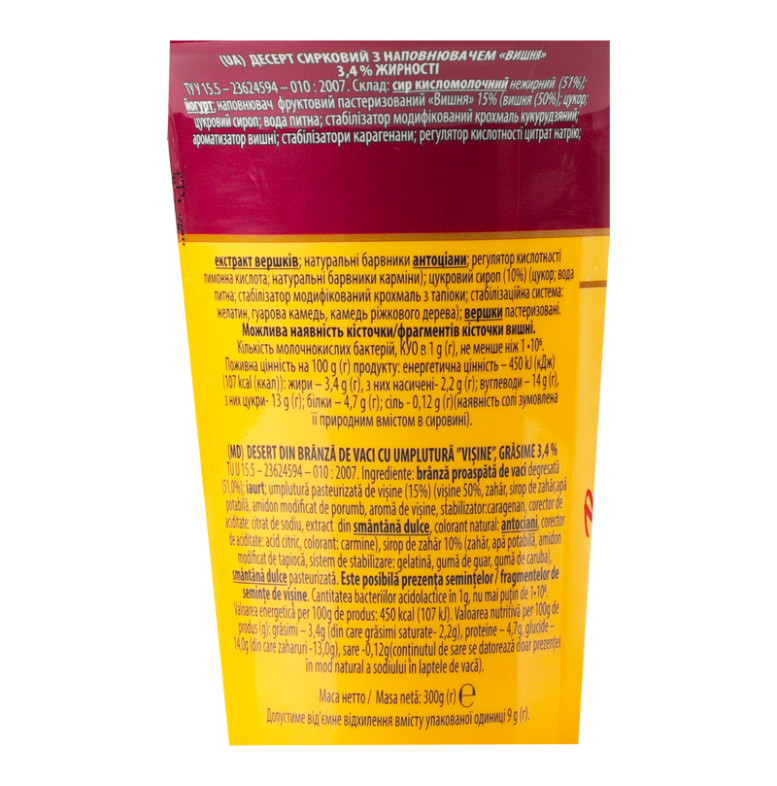 (UA) ДЕСЕРТ СИРКОВИЙ З НАПОВНЮВАЧЕМ «ВИШНЯ»
3,4 % ЖИРНОСТІ
ТУ У 15.5 – 23624594 – 010 : 2007. Склад: сир кисломолочний нежирний (51%);
йогурт; наповнювач фруктовий пастеризований «Вишня» 15% (вишня (50%); цукор;
цукровий сироп; вода питна; стабілізатор модифікований крохмаль кукурудзяний;
ароматизатор вишні; стабілізатори карагенани; регулятор кислотності цитрат натрію;
екстракт вершків; натуральні барвники антоціани; регулятор кислотності
лимонна кислота; натуральні барвники карміни); цукровий сироп (10%) (цукор; вода
питна; стабілізатор модифікований крохмаль з тапіоки; стабілізаційна система:
желатин, гуарова камедь, камедь ріжкового дерева); вершки пастеризовані.
Можлива наявність кісточки/фрагментів кісточки вишні.
Кількість молочнокислих бактерій, КУО в 1 g (г), не менше ніж 1•10⁶.
Поживна цінність на 100 g (г) продукту: енергетична цінність – 450 kJ (кДж)
(107 kcal (ккал)): жири – 3,4 g (г), з них насичені- 2,2 g (г); вуглеводи – 14 g (г),
з них цукри- 13 g (г); білки – 4,7 g (г); сіль - 0,12 g (г)(наявність солі зумовлена
її природним вмістом в сировині).
(MD) DESERT DIN BRÂNZĂ DE VACI CU UMPLUTURĂ "VIȘINE", GRĂSIME 3,4 %
TU U 15.5 – 23624594 – 010 : 2007. Ingrediente: brânză proaspătă de vaci degresată
(51,0%); iaurt; umplutură pasteurizată de vișine (15%) (vișine 50%, zahăr, sirop de zahăr,apă
potabilă, amidon modificat de porumb, aromă de vișine, stabilizator:caragenan, corector de
aciditate: citrat de sodiu, extract din smântână dulce, colorant natural: antociani, corector
de aciditate: acid citric, colorant: carmine), sirop de zahăr 10% (zahăr, apă potabilă, amidon
modificat de tapiocă, sistem de stabilizare: gelatină, gumă de guar, gumă de caruba),
smântână dulce pasteurizată. Este posibilă prezența semințelor / fragmentelor de
semințe de vișine. Cantitatea bacteriilor acidolactice în 1g, nu mai puțin de 1•10⁶.
Valoarea energetică per 100g de produs: 450 kcal (107 kJ). Valoarea nutritivă per 100g de
produs (g): grăsimi – 3,4g (din care grăsimi saturate- 2,2g), proteine – 4,7g, glucide –
14,0g (din care zaharuri -13,0g), sare -0,12g(conținutul de sare se datorează doar prezenței
în mod natural a sodiului în laptele de vacă).
Маса нетто / Masa netă: 300g (г) ℮
Допустиме від'ємне відхилення вмісту упакованої одиниці 9 g (г).